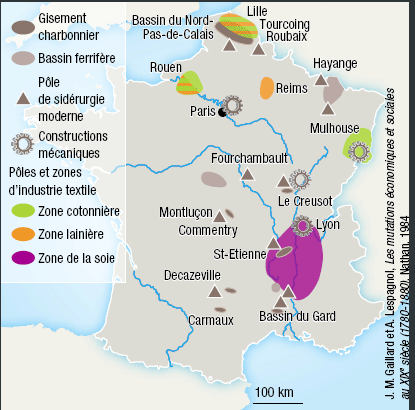 Gisement
charbonnier
Bassin ferrifère
Pôle
de sidérurgie
moderne
Constructions
mécaniques
Pôles et zones
d'industrie textile
Zone cotonnière
Zone lainière
Zone de la soie
Lille
Tourcoing
Roubaix
Bassin du Nord-
Pas-de-Calais
Rouen
Hayange
Reims
Paris
Mulhouse
Fourchambault
Le Creusot
Montluçon
Commentry
Lyon
St-Etienne
Decazeville
Carmaux
Bassin du Gard
100 km
J. M. Gaillard et A. Lespagnol, Les mutations économiques et sociales
au XIXe siècle (1780-1880), Nathan, 1984